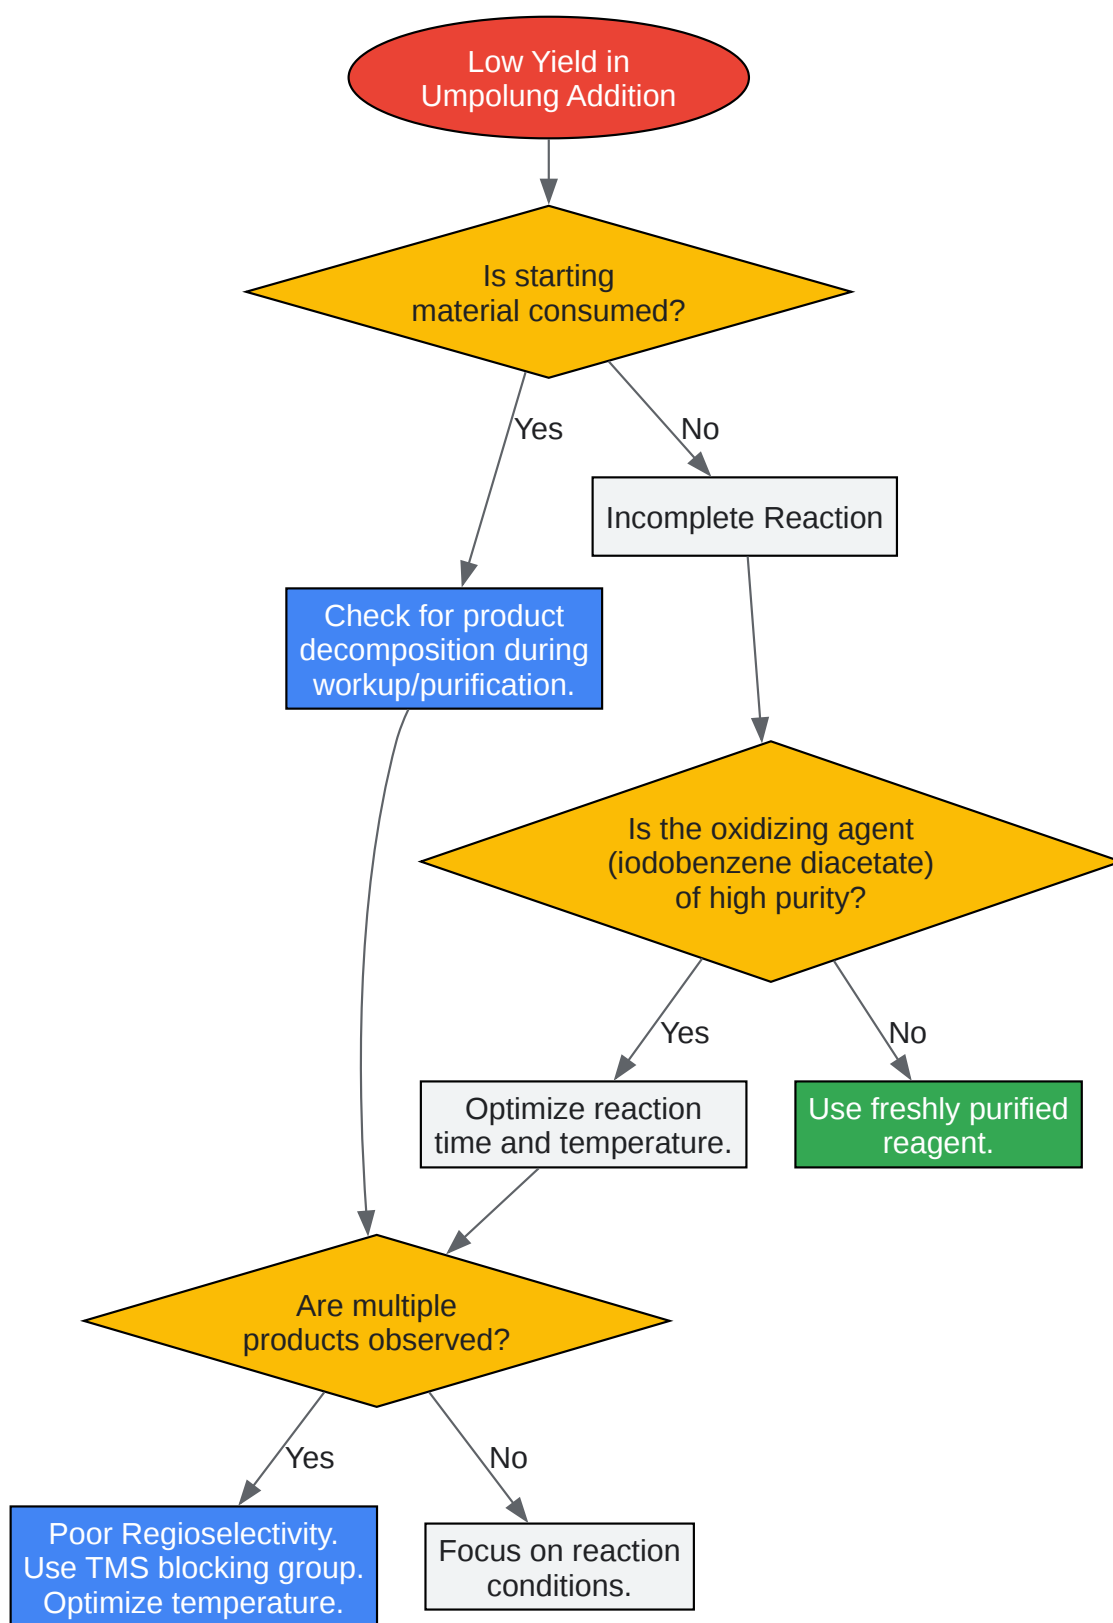 Low Yield in
Umpolung Addition
Is starting
material consumed?
Yes
No
Incomplete Reaction
Check for product
decomposition during
workup/purification.
Is the oxidizing agent
(iodobenzene diacetate)
of high purity?
Yes
No
Optimize reaction
time and temperature.
Use freshly purified
reagent.
Are multiple
products observed?
Yes
No
Poor Regioselectivity.
Use TMS blocking group.
Optimize temperature.
Focus on reaction
conditions.